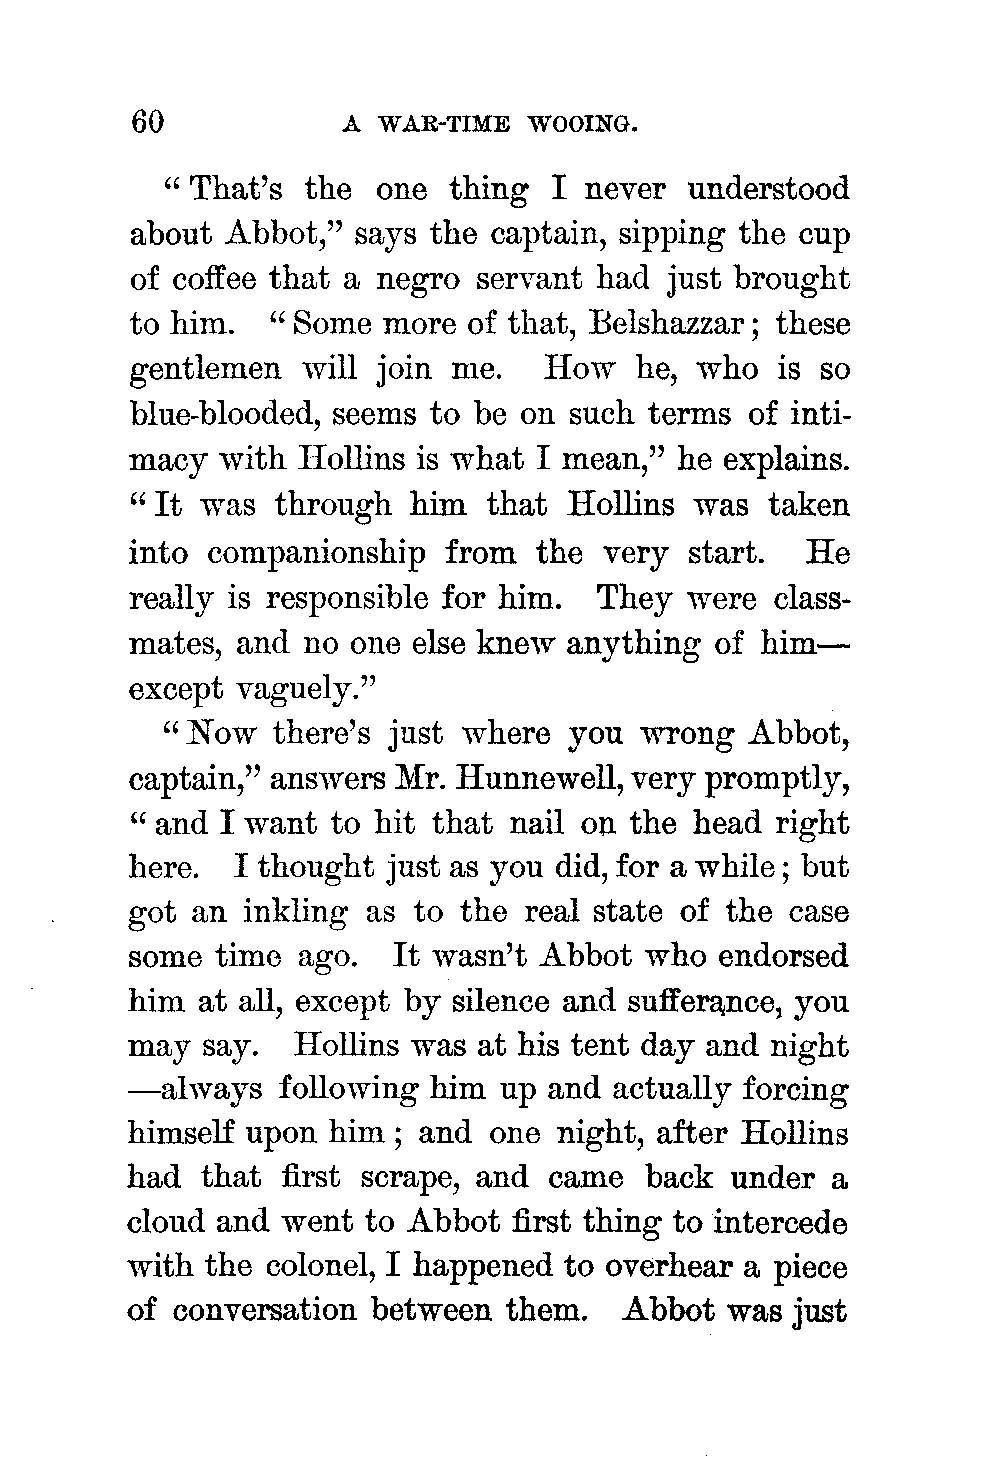 60 A WAR-TIME WOOING.
“That’s the one thing I never understood
about Abbot,” says the captain, sipping the cup
of coffee that a negro servant had just brought
to him. “Some more of that, Belshazzar; these
gentlemen will join me. How he, who is so
blue-blooded, seems to be on such terms of inti-
macy with Hollins is what I mean,” he explains.
“It was through him that Hollins was taken
into companionship from the very start. He
really is responsible for him. They were class-
mates, and no one else knew anything of him—
except vaguely.”
“Now there’s just where you wrong Abbot,
captain,” answers Mr. Hunnewell, very promptly,
“and I want to hit that nail on the head right
here. I thought just as you did, for a while; but
got an inkling as to the real state of the case
some time ago. It wasn’t Abbot who endorsed
him at all, except by silence and sufferance, you
may say. Hollins was at his tent day and night
—always following him up and actually forcing
himself upon him; and one night, after Hollins
had that first scrape, and came back under a
cloud and went to Abbot first thing to intercede
with the colonel, I happened to overhear a piece
of conversation between them. Abbot was just